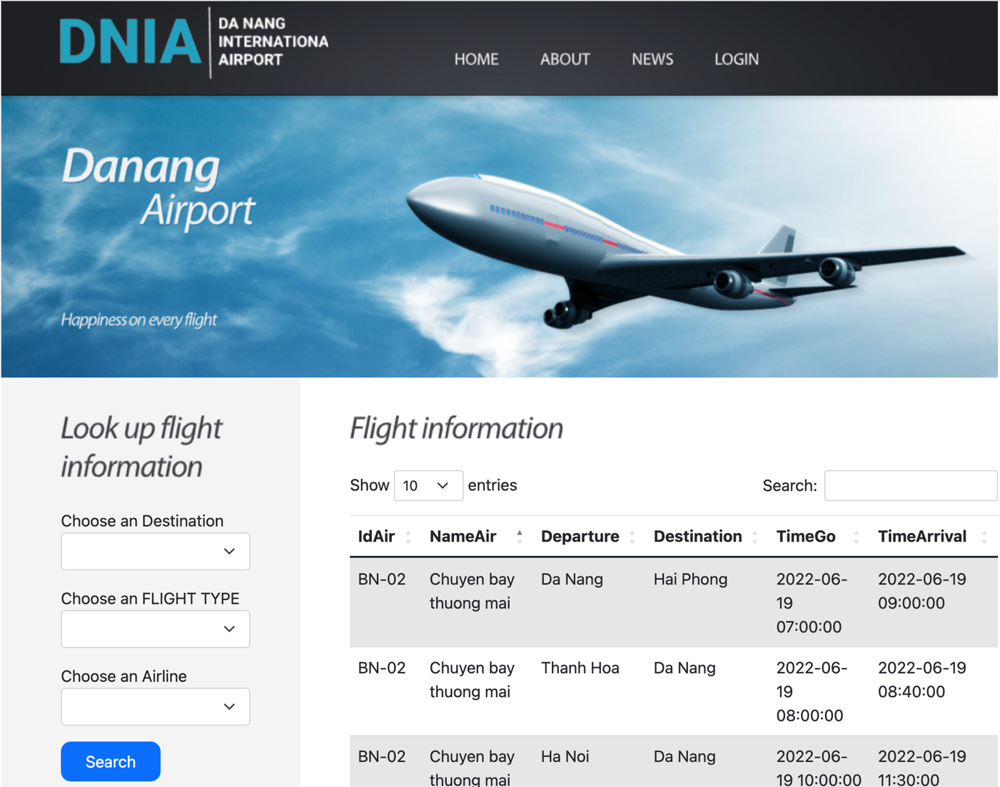 DNIA
DA NANG
INTERNATIONA
AIRPORT
HOME ABOUT NEWS LOGIN
Danang
Airport
Happiness on every flight
Look up flight
information
Choose an Destination
Choose an FLIGHT TYPE
Choose an Airline
Search
Flight information
Show 10 entries
Search:
IdAir NameAir Departure Destination TimeGo TimeArrival
BN-02 Chuyen bay Da Nang Hai Phong 2022-06- 2022-06-19
thuong mai 19 09:00:00
07:00:00
BN-02 Chuyen bay Thanh Hoa Da Nang 2022-06- 2022-06-19
thuong mai 19 08:40:00
08:00:00
BN-02 Chuyen bay Ha Noi Da Nang 2022-06- 2022-06-19
thuong mai 19 10:00:00 11:30:00